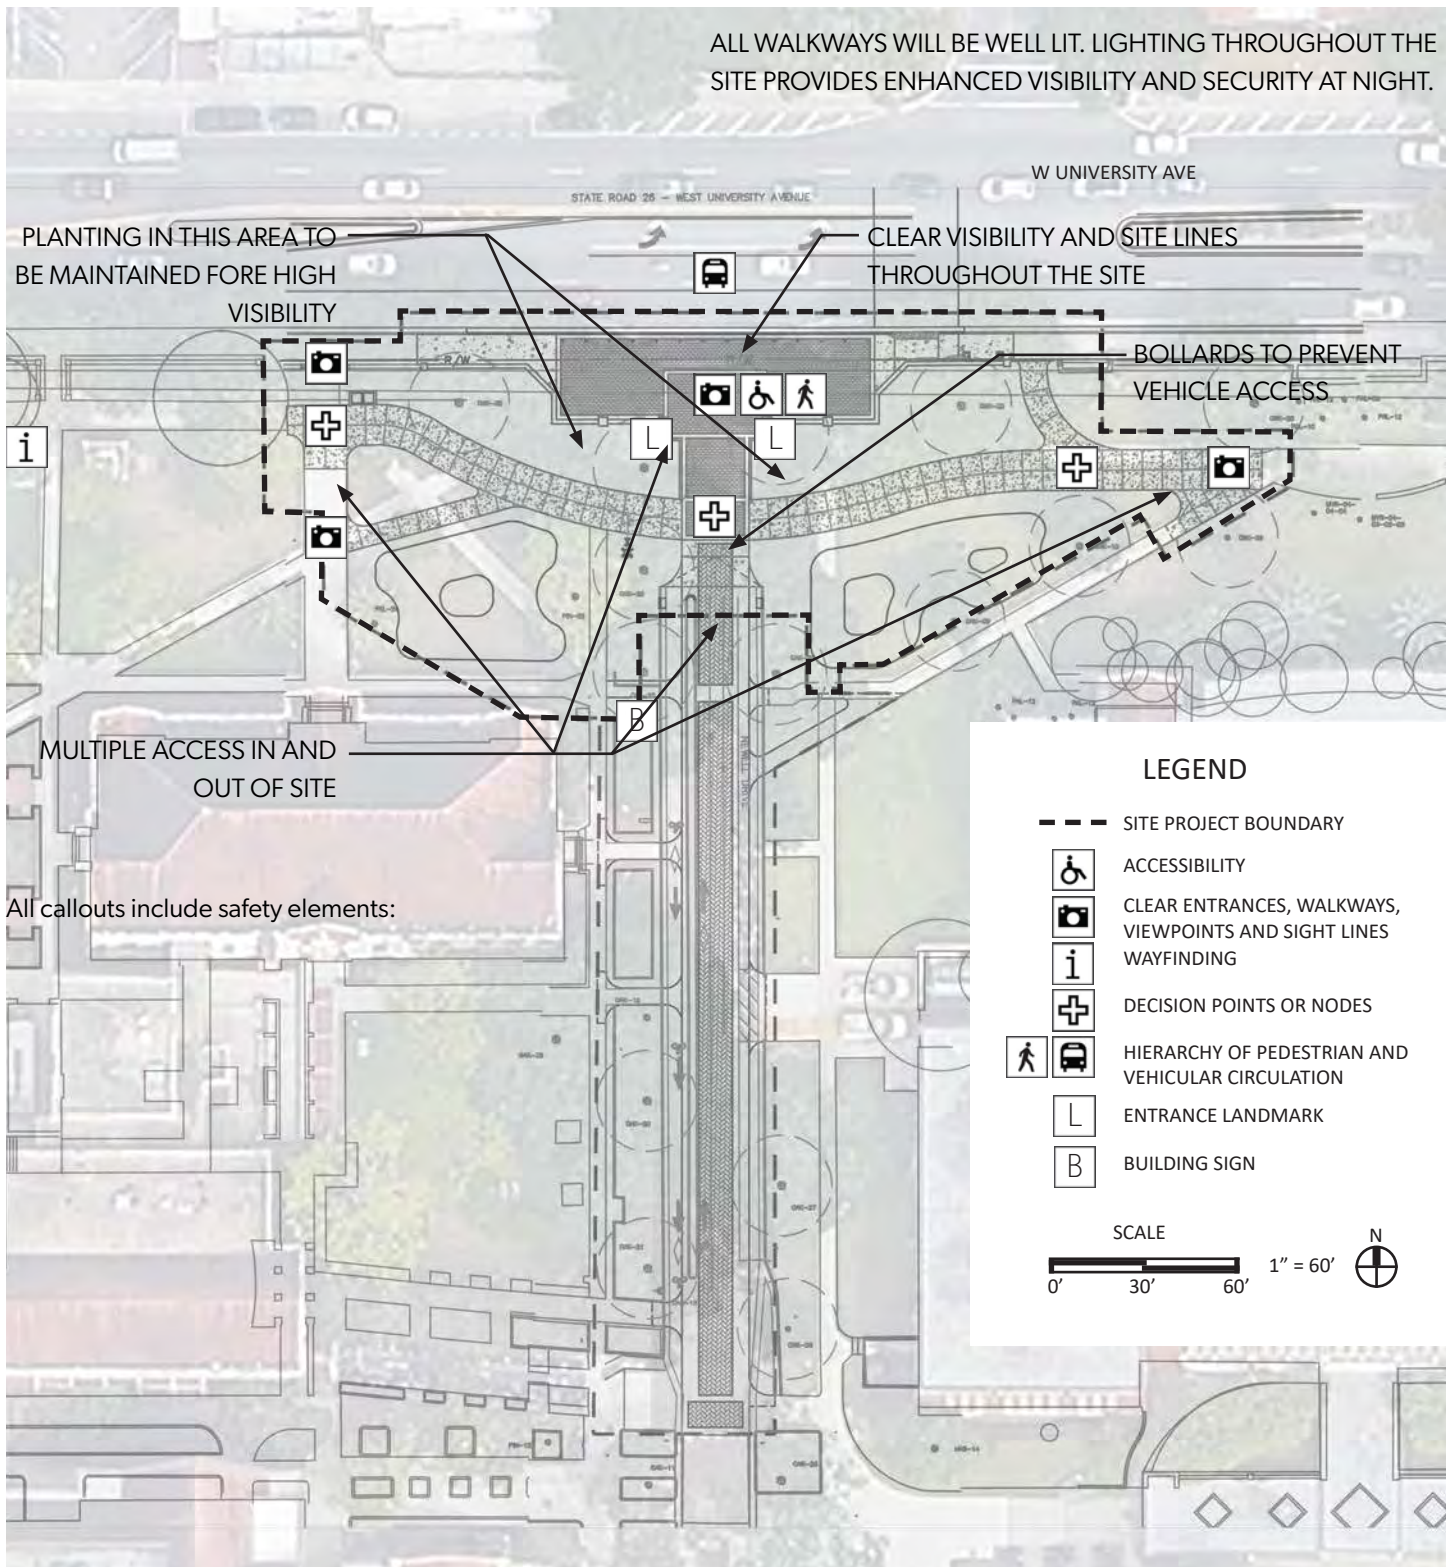 ALL WALKWAYS WILL BE WELL LIT. LIGHTING THROUGHOUT THE
SITE PROVIDES ENHANCED VISIBILITY AND SECURITY AT NIGHT.
W UNIVERSITY AVE
STATE ROAD 26 – WEST UNIVERSITY AVENUE
PLANTING IN THIS AREA TO
BE MAINTAINED FORE HIGH
VISIBILITY
CLEAR VISIBILITY AND SITE LINES
THROUGHOUT THE SITE
R/W
BOLLARDS TO PREVENT
VEHICLE ACCESS
i
L
L
B
MULTIPLE ACCESS IN AND
OUT OF SITE
NEWELL DRIVE
All callouts include safety elements:
LEGEND
SITE PROJECT BOUNDARY
ACCESSIBILITY
CLEAR ENTRANCES, WALKWAYS,
VIEWPOINTS AND SIGHT LINES
i WAYFINDING
DECISION POINTS OR NODES
HIERARCHY OF PEDESTRIAN AND
VEHICULAR CIRCULATION
L ENTRANCE LANDMARK
B BUILDING SIGN
SCALE
0' 30' 60'
1" = 60'
N